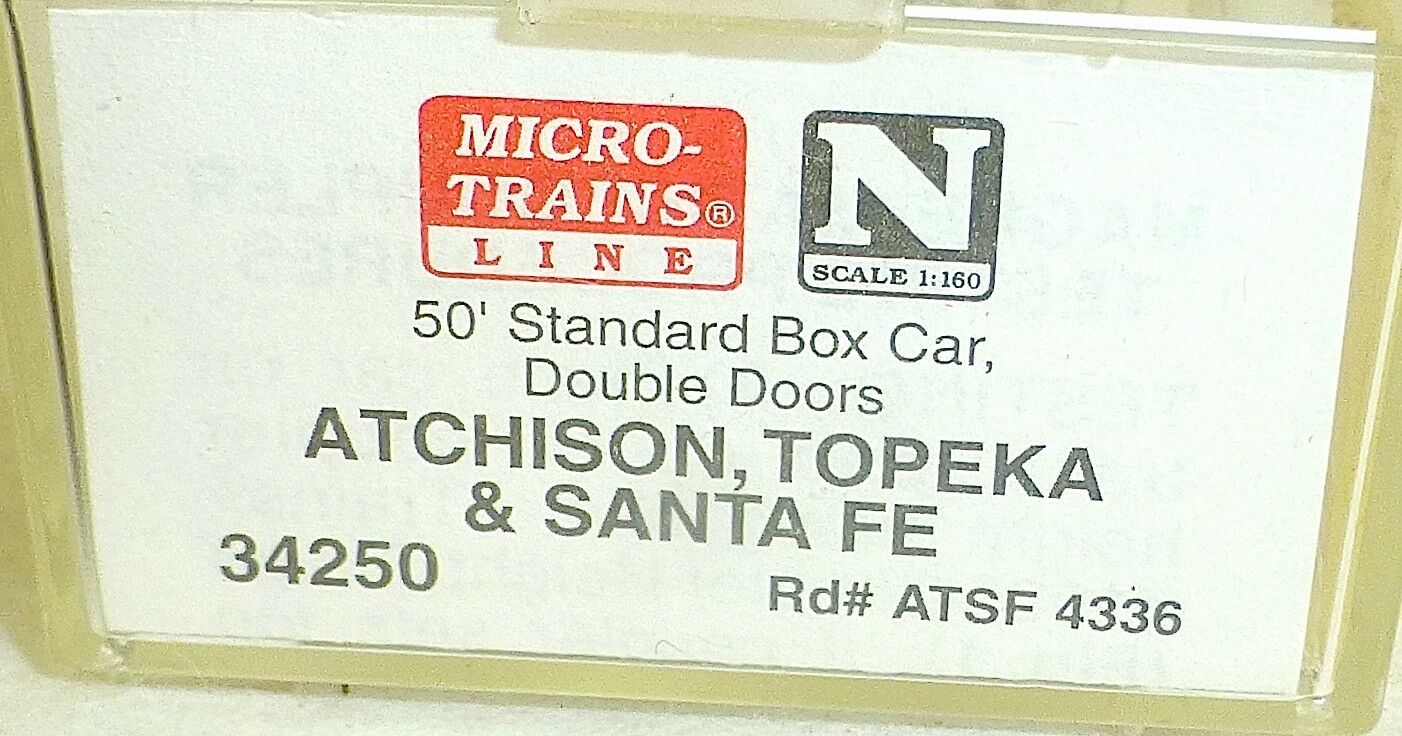 MICRO-
TRAINS®
LINE
N
SCALE 1:160
50' Standard Box Car,
Double Doors
ATCHISON, TOPEKA
& SANTA FE
34250
Rd# ATSF 4336